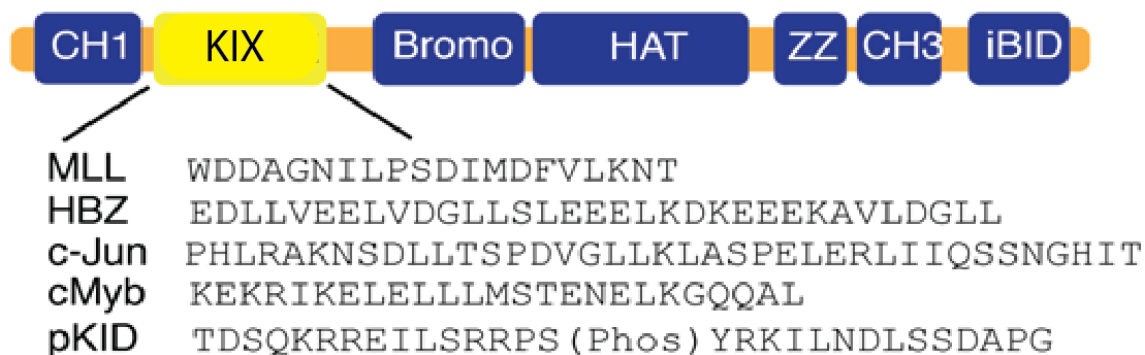 CH1 KIX Bromo HAT ZZ CH3 iBID
MLL WDDAGNILPSDIMDFVLKNT
HBZ EDLLVEELVDGLLSLEEELKDKEEEKAVLDGLL
c-Jun PHLRAKNSDLLTSPDVGLLKLASPELERLIIQSSNGHIT
cMyb KEKRIKELELLLMSTENELKGQQAL
pKID TDSQKRREILSRRPS(Phos)YRKILNDLSSDAPG